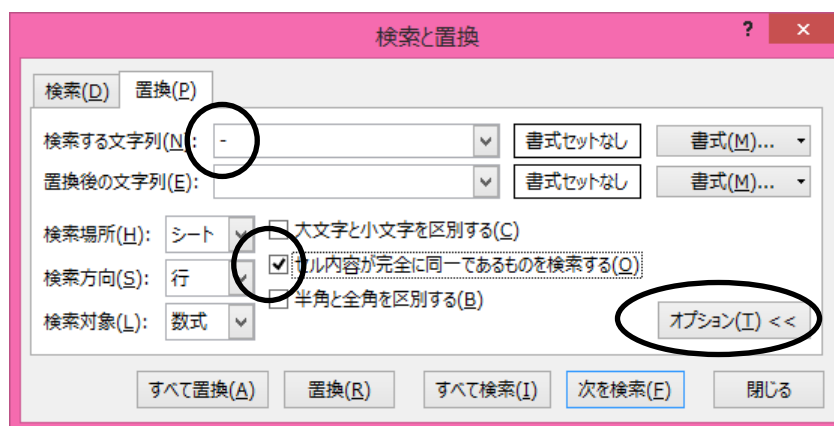 検索と置換 ? ×
検索(D) 置換(P)
検索する文字列(N): - 書式セットなし 書式(M)...
置換後の文字列(E): 書式セットなし 書式(M)...
検索場所(H): シート 大文字と小文字を区別する(C)
検索方向(S): 行 セル内容が完全に同一であるものを検索する(O)
検索対象(L): 数式 半角と全角を区別する(B)
オプション(T) <<
すべて置換(A) 置換(R) すべて検索(I) 次を検索(F) 閉じる